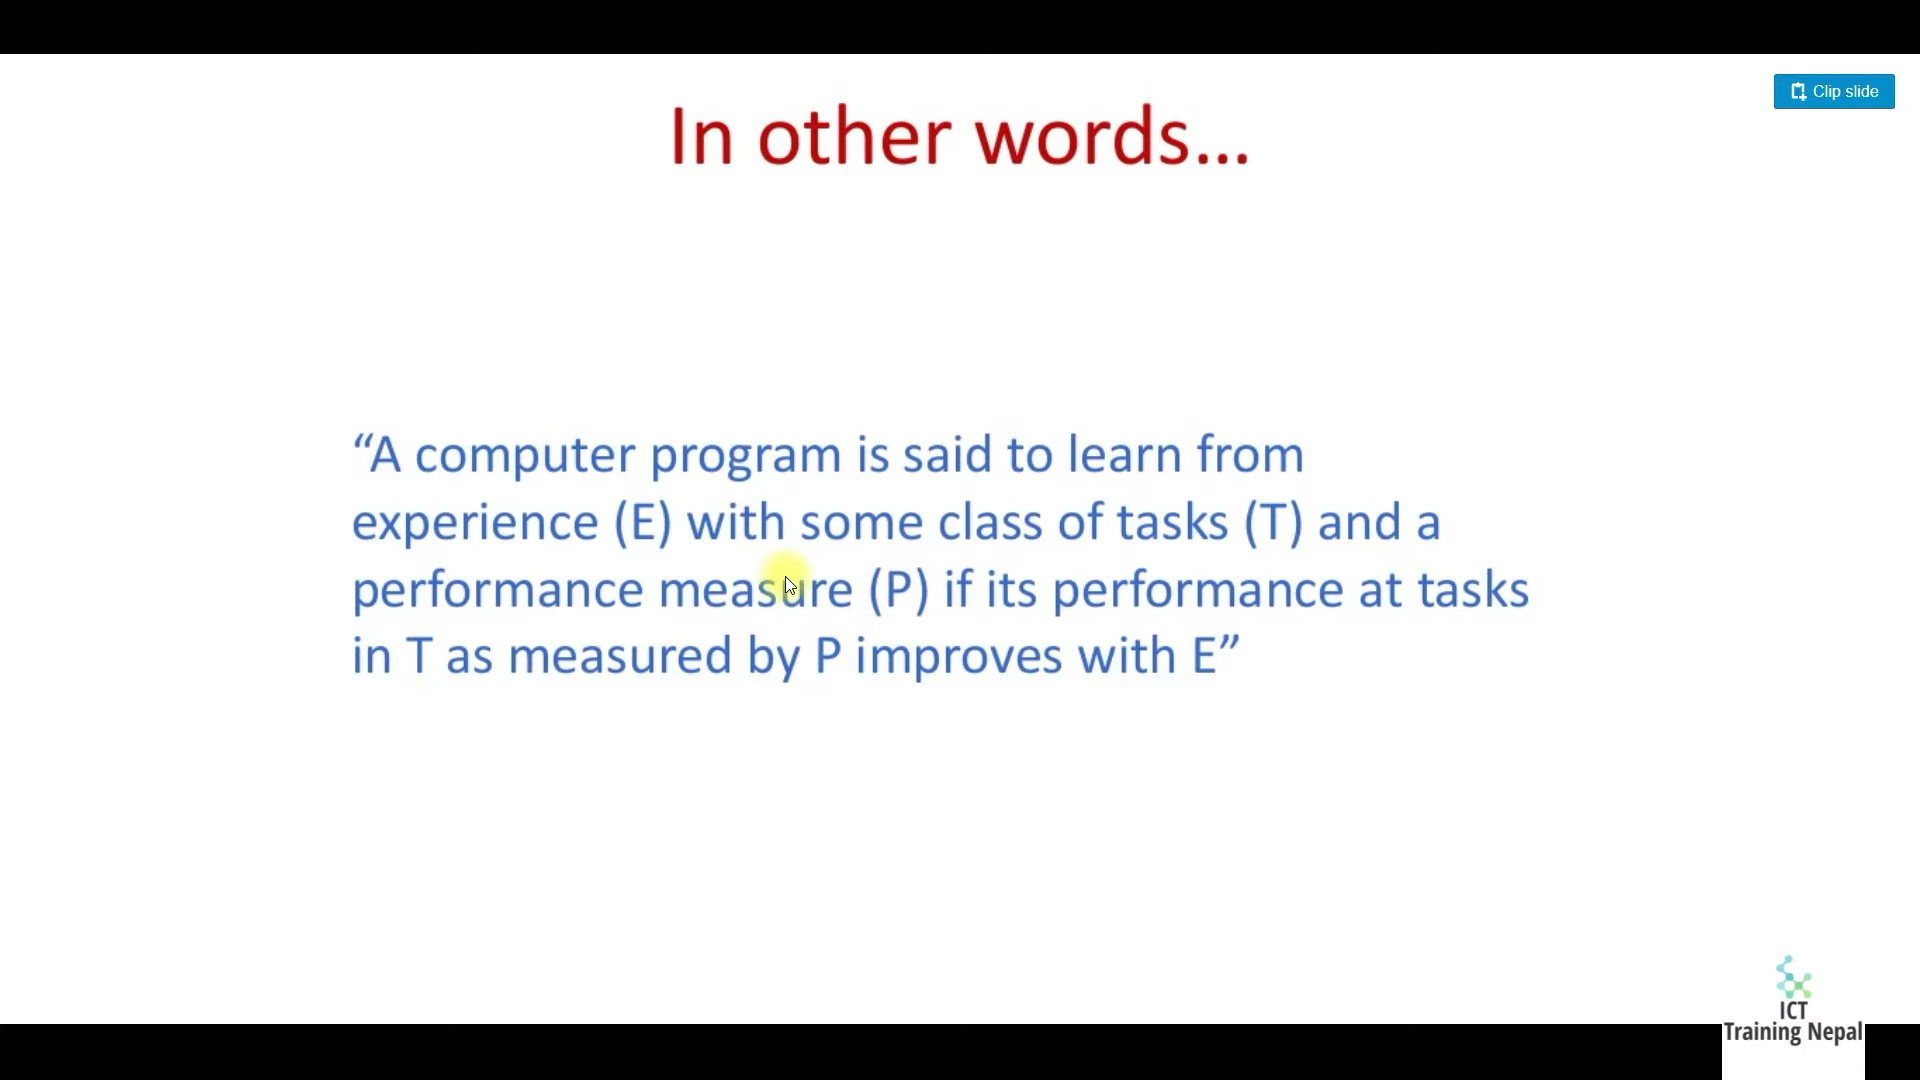 Clip slide
In other words...
“A computer program is said to learn from
experience (E) with some class of tasks (T) and a
performance measure (P) if its performance at tasks
in T as measured by P improves with E”
ICT
Training Nepal